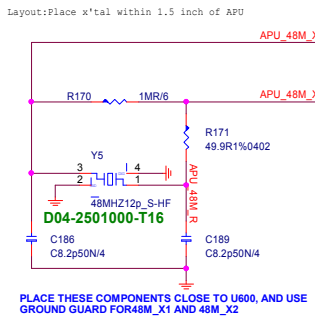 Layout:Place x'tal within 1.5 inch of APU
APU_48M_X
R170
1MR/6
APU_48M_X
R171
49.9R1%0402
Y5
3
4
2
1
APU_48M_R
48MHZ12p_S-HF
D04-2501000-T16
C186
C8.2p50N/4
C189
C8.2p50N/4
PLACE THESE COMPONENTS CLOSE TO U600, AND USE
GROUND GUARD FOR48M_X1 AND 48M_X2